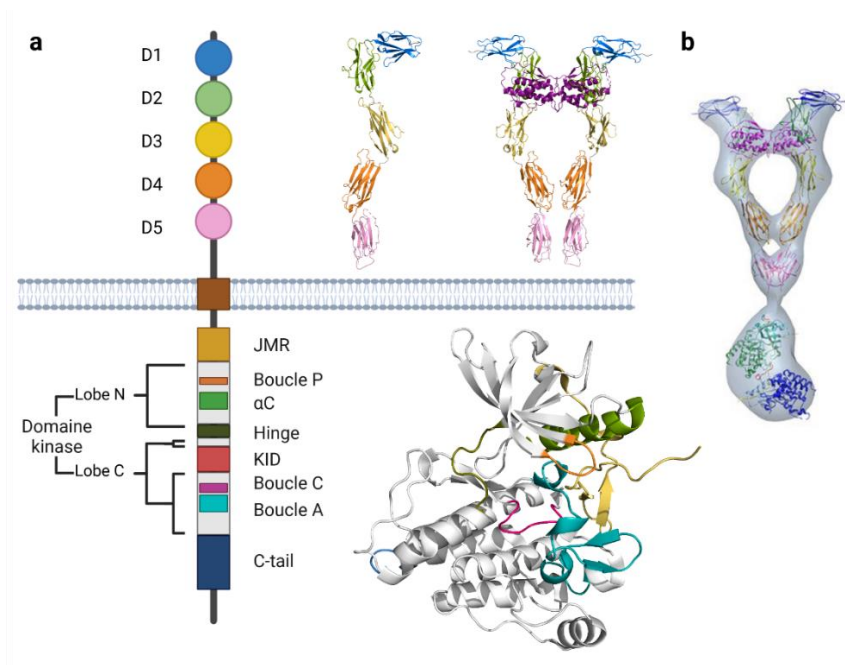 a
b
D1
D2
D3
D4
D5
JMR
Boucle P
αC
Hinge
KID
Boucle C
Boucle A
C-tail
Lobe N
Domaine
kinase
Lobe C